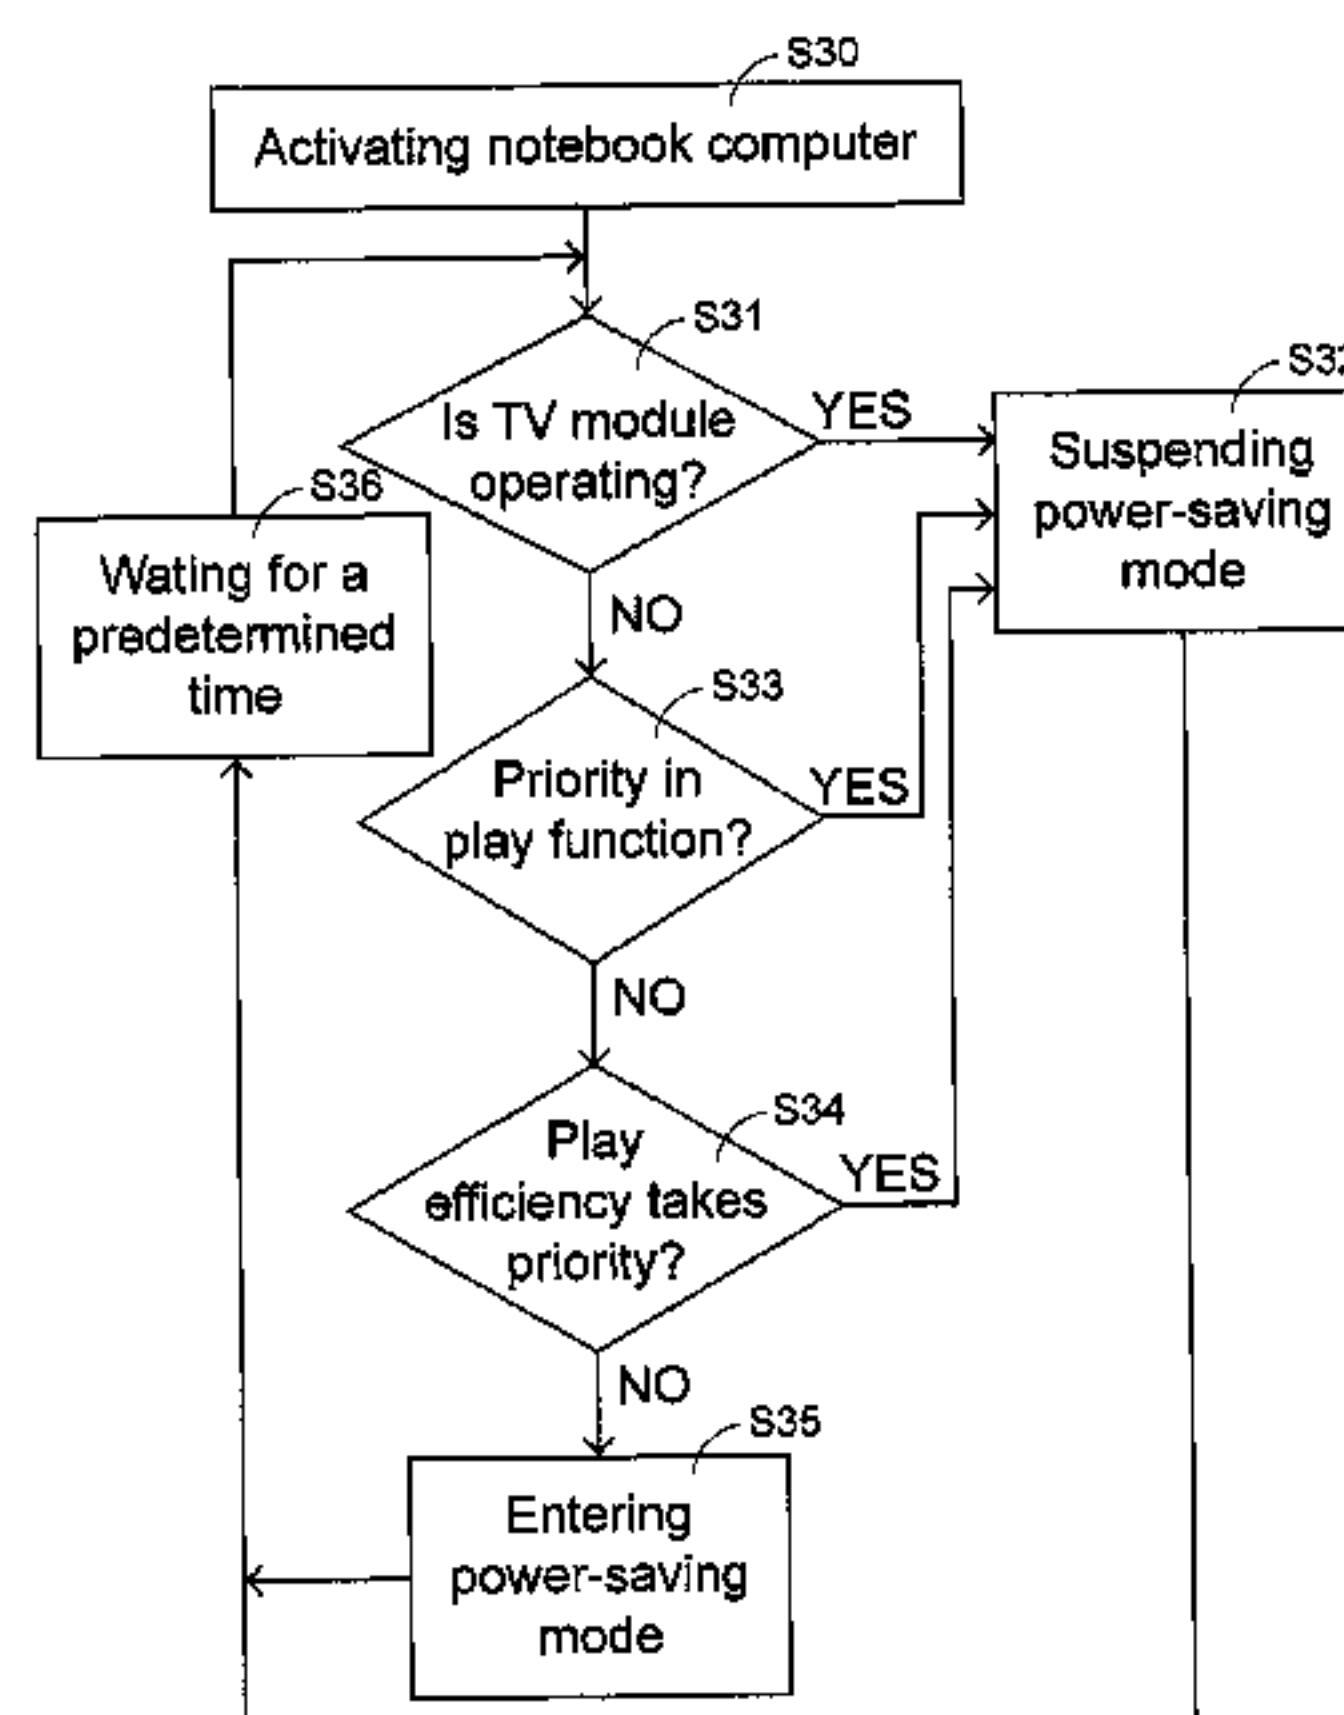 S30
Activating notebook computer
S31
Is TV module
operating?
YES
S32
Suspending
power-saving
mode
S36
Wating for a
predetermined
time
NO
S33
Priority in
play function?
YES
NO
S34
Play
efficiency takes
priority?
YES
NO
S35
Entering
power-saving
mode